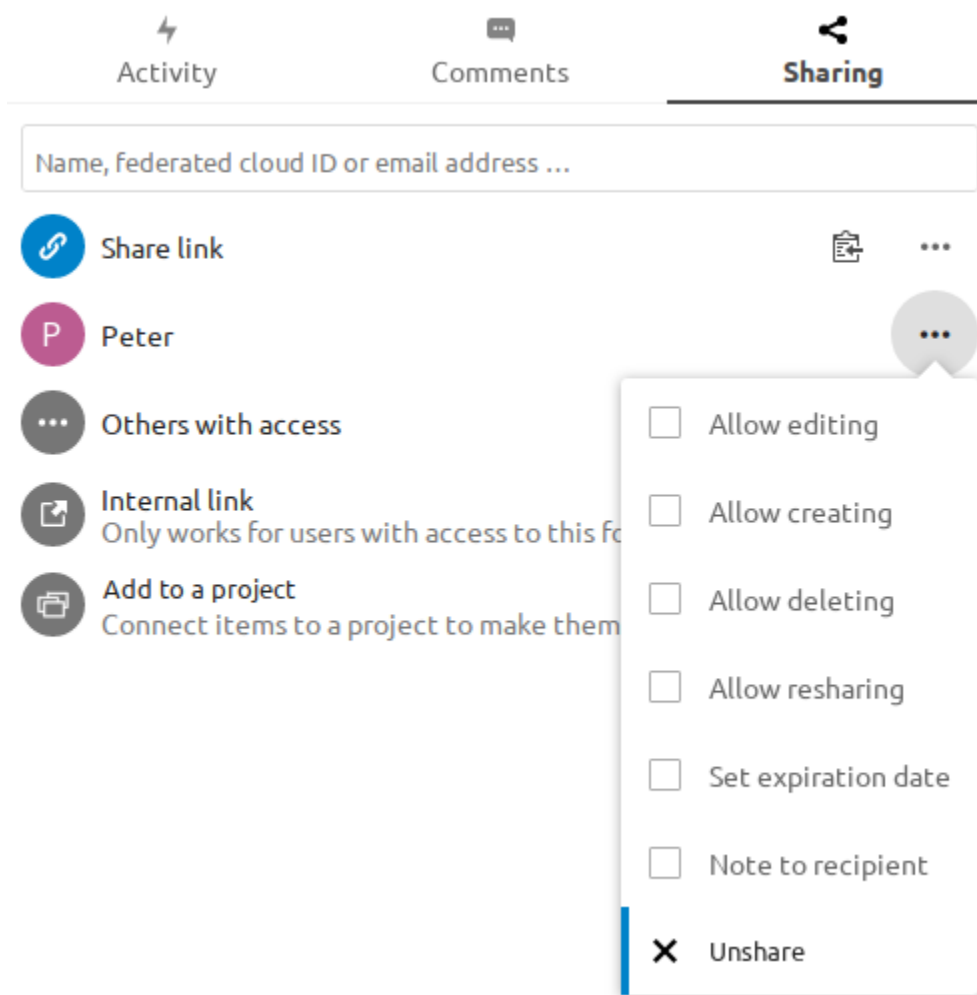 Activity
Comments
Sharing
Name, federated cloud ID or email address …
Share link
P
Peter
Others with access
Internal link
Only works for users with access to this fo
Add to a project
Connect items to a project to make them
Allow editing
Allow creating
Allow deleting
Allow resharing
Set expiration date
Note to recipient
Unshare